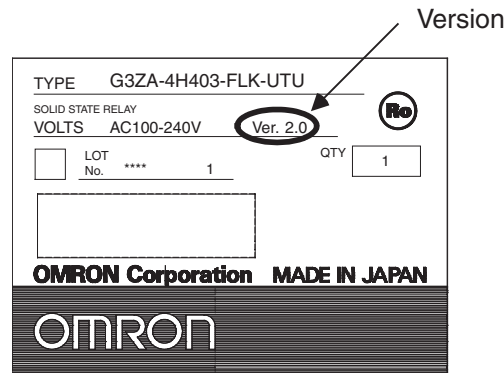 Version
TYPE G3ZA-4H403-FLK-UTU
SOLID STATE RELAY
VOLTS AC100-240V Ver. 2.0
Ro
LOT No. **** 1 QTY 1
OMRON Corporation MADE IN JAPAN
OMRON